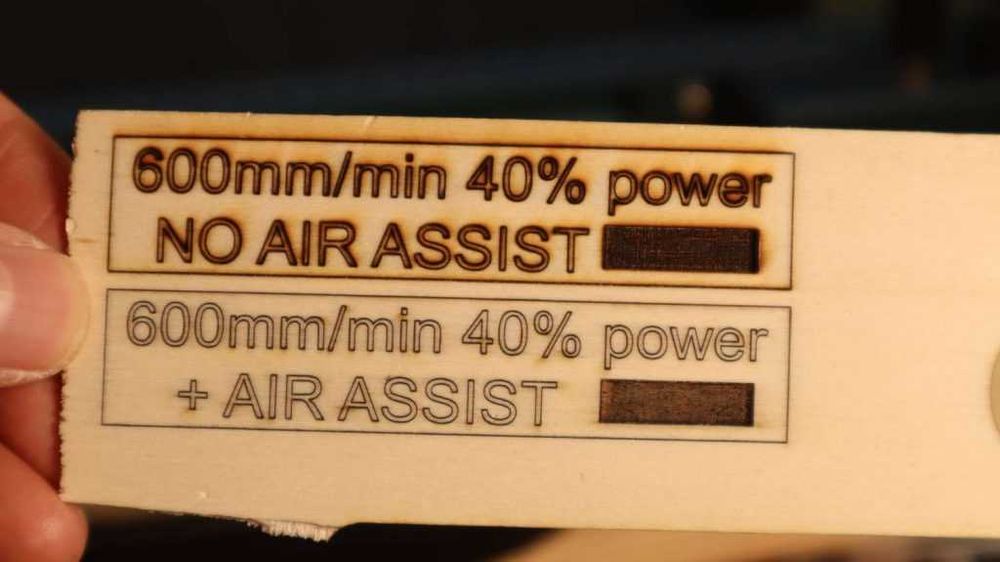 600mm/min 40% power
NO AIR ASSIST
600mm/min 40% power
+ AIR ASSIST